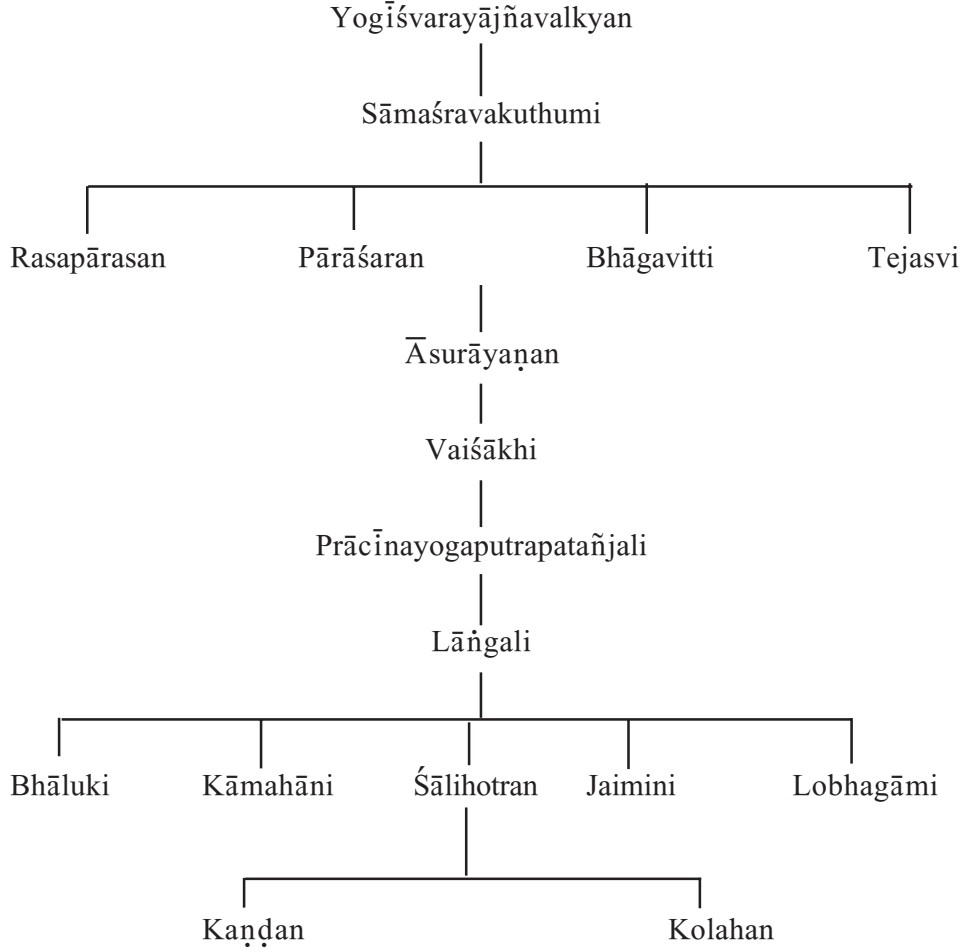 Yogīśvarayājñavalkyan
Sāmaśravakuthumi
Rasapārasan Pārāśaran Bhāgavitti Tejasvi
Āsurāyaṇan
Vaiśākhi
Prācīnayogaputrapatañjali
Lāṅgali
Bhāluki Kāmahāni Śālihotran Jaimini Lobhagāmi
Kaṇḍan Kolahan